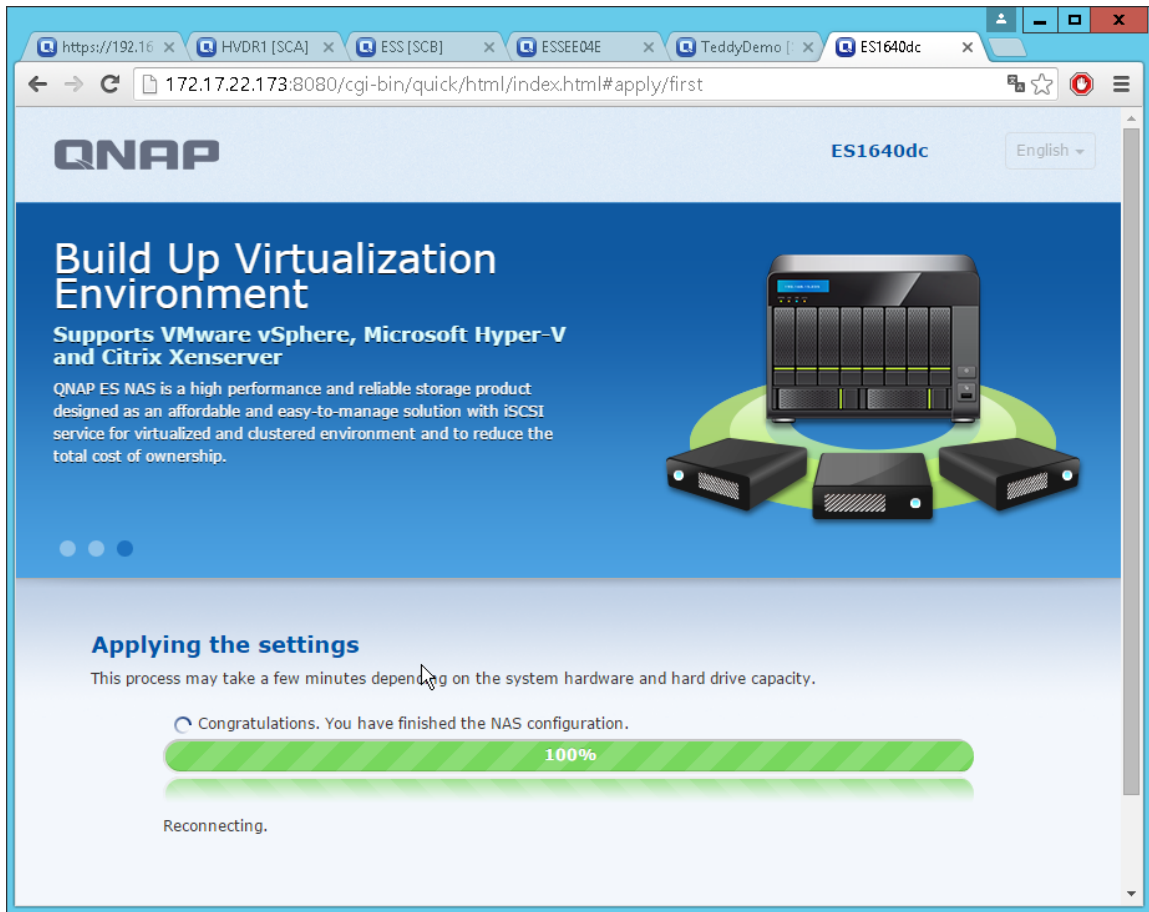 https://192.16
HVDR1 [SCA]
ESS [SCB]
ESSEE04E
TeddyDemo [
ES1640dc
172.17.22.173:8080/cgi-bin/quick/html/index.html#apply/first
QNAP
ES1640dc
English
Build Up Virtualization
Environment
Supports VMware vSphere, Microsoft Hyper-V
and Citrix Xenserver
QNAP ES NAS is a high performance and reliable storage product
designed as an affordable and easy-to-manage solution with iSCSI
service for virtualized and clustered environment and to reduce the
total cost of ownership.
Applying the settings
This process may take a few minutes depending on the system hardware and hard drive capacity.
Congratulations. You have finished the NAS configuration.
100%
Reconnecting.